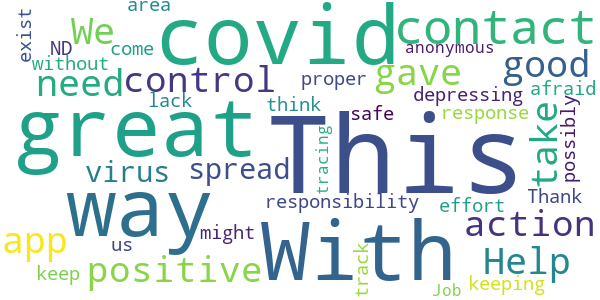 area
exist
We
covid
contact
ND
come
anonymous
without
good
need
control
proper
gave
afraid
lack
think
depressing
great
This
safe
response
take
possibly
tracing
virus
spread
way
responsibility
effort
Thank
With
action
app
us
might
Help
keep
positive
track
Job
keeping